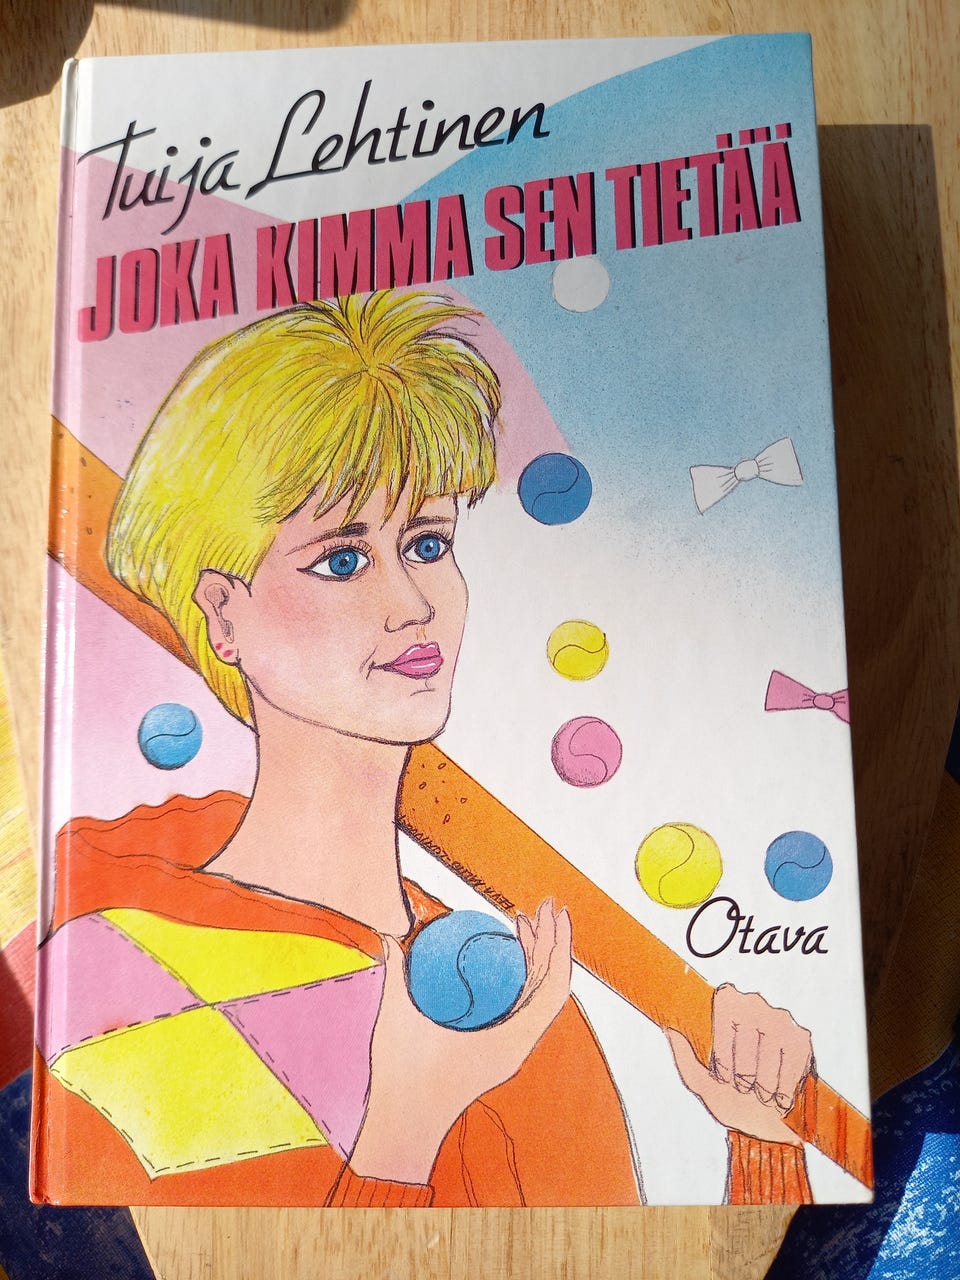 Tuija Lehtinen
JOKA KIMMA SEN TIETÄÄ
Otava